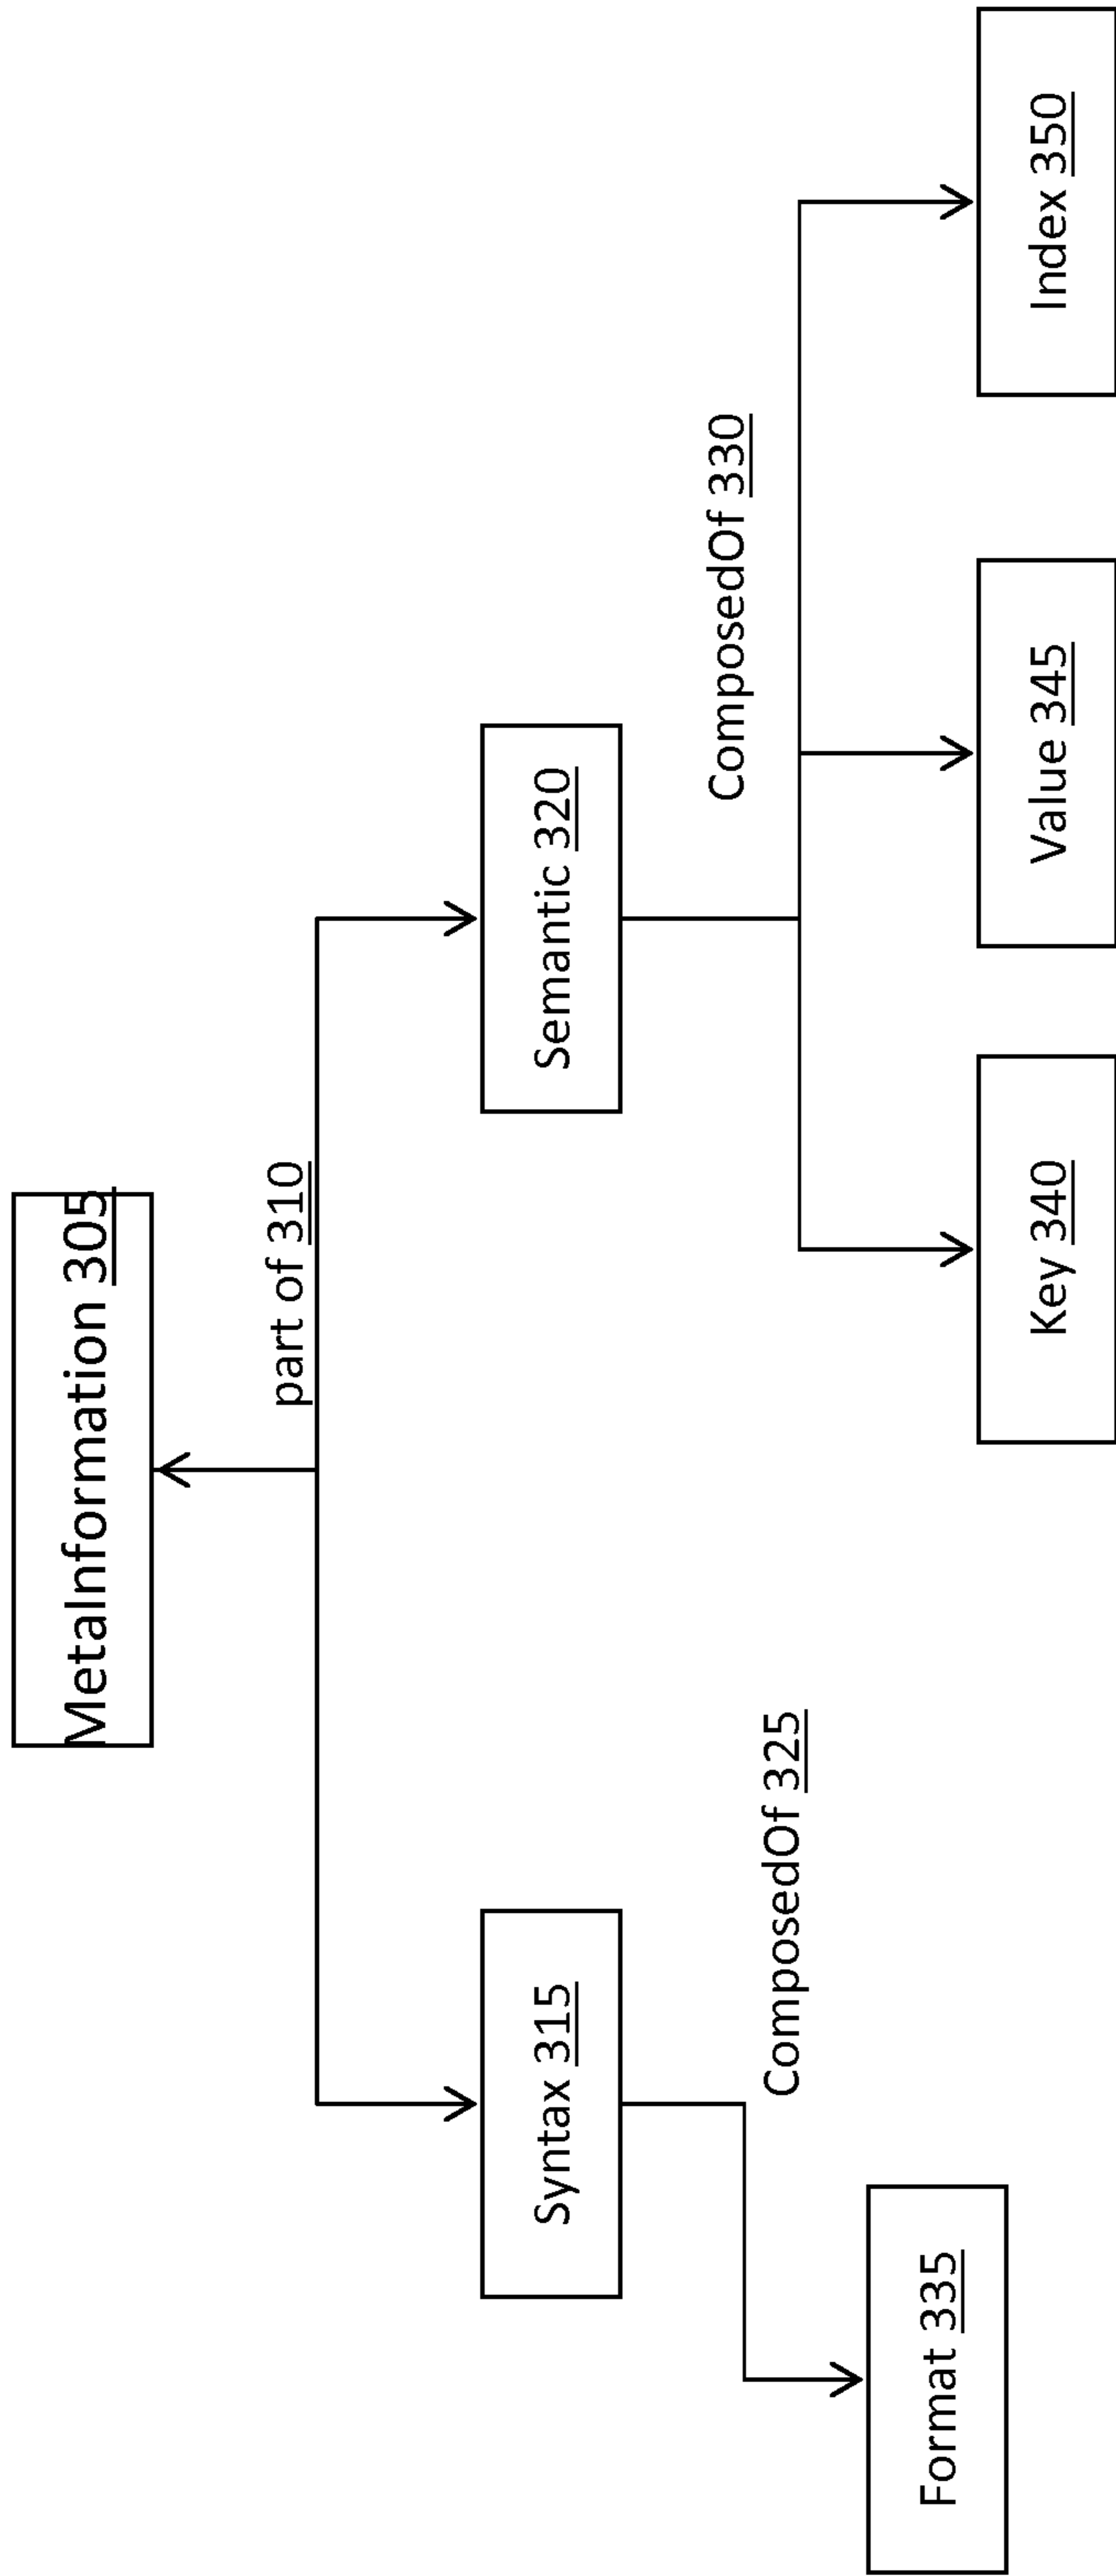 MetaInformation 305
part of 310
Syntax 315
Semantic 320
ComposedOf 325
ComposedOf 330
Format 335
Key 340
Value 345
Index 350